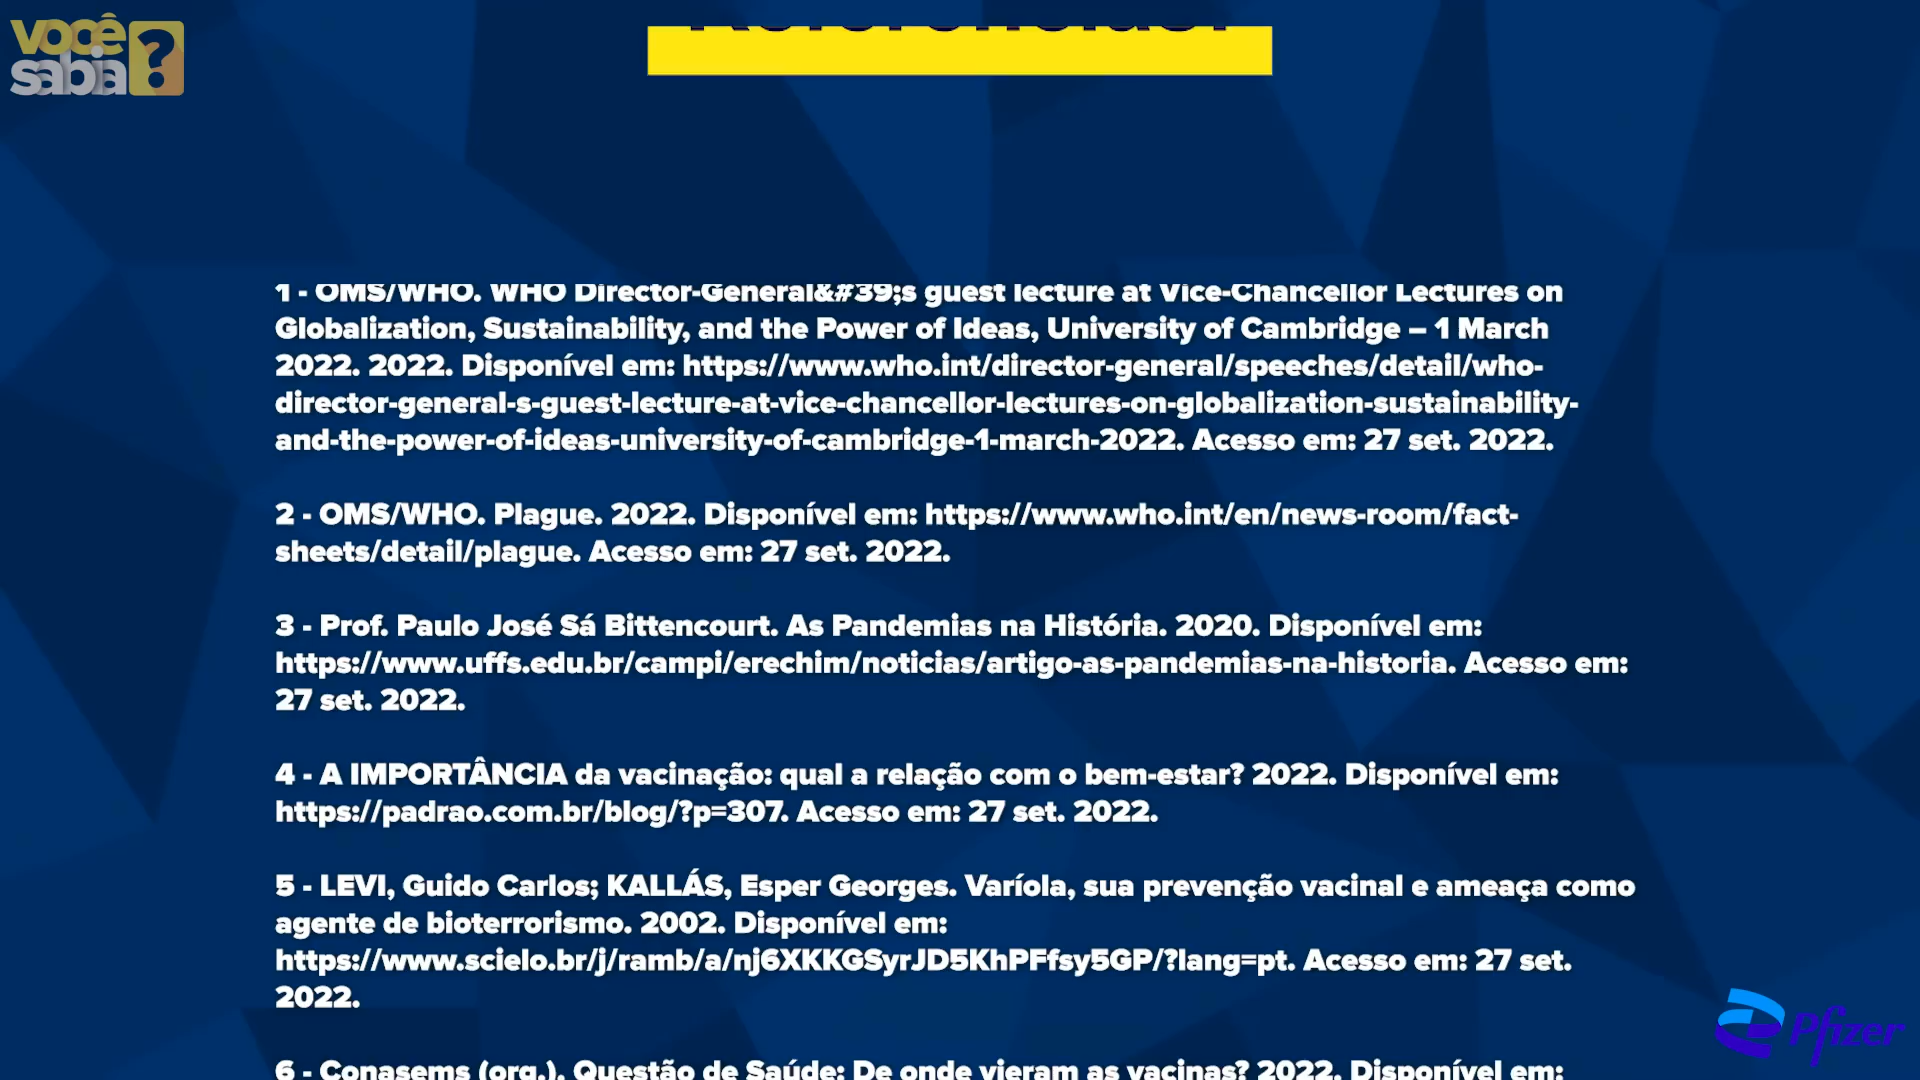 você
sabia?
Referências:
1 - OMS/WHO. WHO Director-General&#39;s guest lecture at Vice-Chancellor Lectures on
Globalization, Sustainability, and the Power of Ideas, University of Cambridge – 1 March
2022. 2022. Disponível em: https://www.who.int/director-general/speeches/detail/who-
director-general-s-guest-lecture-at-vice-chancellor-lectures-on-globalization-sustainability-
and-the-power-of-ideas-university-of-cambridge-1-march-2022. Acesso em: 27 set. 2022.
2 - OMS/WHO. Plague. 2022. Disponível em: https://www.who.int/en/news-room/fact-
sheets/detail/plague. Acesso em: 27 set. 2022.
3 - Prof. Paulo José Sá Bittencourt. As Pandemias na História. 2020. Disponível em:
https://www.uffs.edu.br/campi/erechim/noticias/artigo-as-pandemias-na-historia. Acesso em:
27 set. 2022.
4 - A IMPORTÂNCIA da vacinação: qual a relação com o bem-estar? 2022. Disponível em:
https://padrao.com.br/blog/?p=307. Acesso em: 27 set. 2022.
5 - LEVI, Guido Carlos; KALLÁS, Esper Georges. Varíola, sua prevenção vacinal e ameaça como
agente de bioterrorismo. 2002. Disponível em:
https://www.scielo.br/j/ramb/a/nj6XKKGSyrJD5KhPFfsy5GP/?lang=pt. Acesso em: 27 set.
2022.
6 - Conasems (org.). Questão de Saúde: De onde vieram as vacinas? 2022. Disponível em:
Pfizer